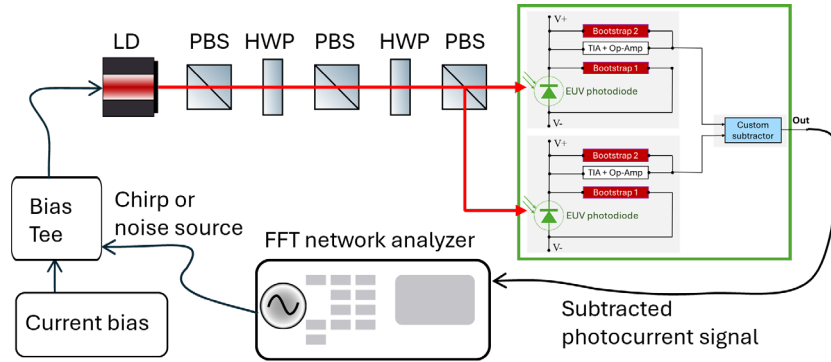 LD
PBS
HWP
PBS
HWP
PBS
V+
Bootstrap 2
TIA + Op-Amp
Bootstrap 1
EUV photodiode
V-
V+
Bootstrap 2
TIA + Op-Amp
Bootstrap 1
EUV photodiode
V-
Custom
subtractor
Out
Bias
Tee
Chirp or
noise source
FFT network analyzer
Current bias
Subtracted
photocurrent signal